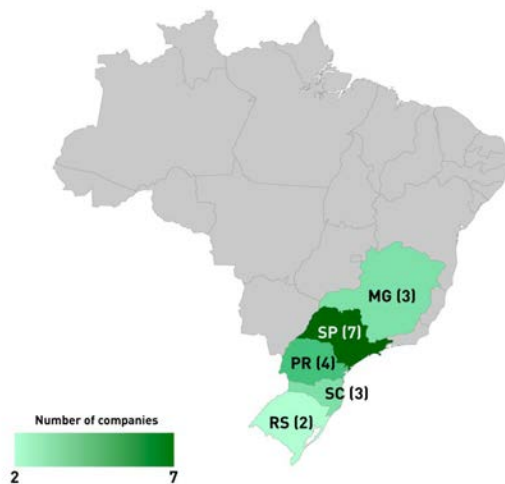 MG (3)
SP (7)
PR (4)
SC (3)
RS (2)
Number of companies
2 7